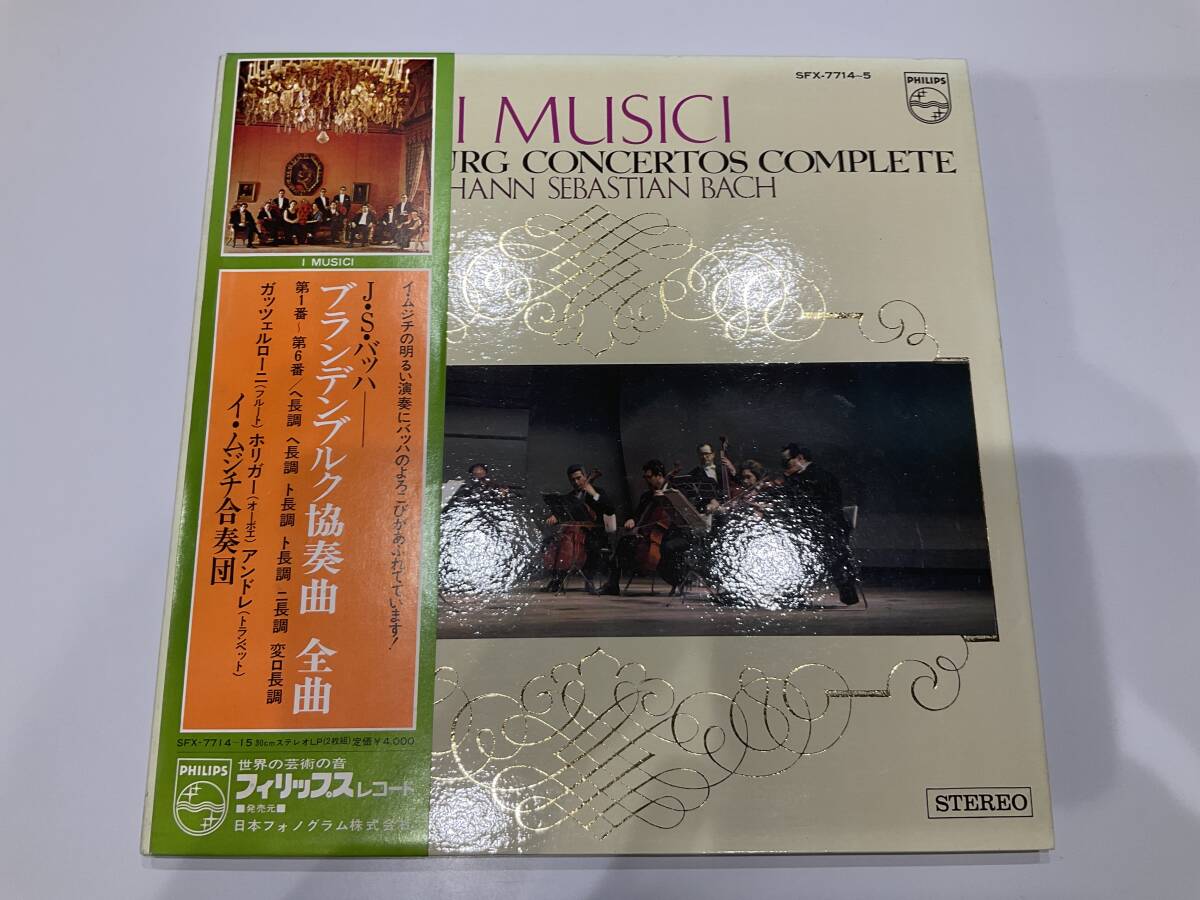 I MUSICI
イ・ムジチの明るい演奏にバッハのよろこびがあふれてています!
J・S・バッハ——
ブランデンブルク協奏曲 全曲
第1番~第6番/ヘ長調 ヘ長調 ト長調 ト長調 ニ長調 変ロ長調
ガッツェルローニ(フルート) ホリガー(オーボエ) アンドレ(トランペット)
イ・ムジチ合奏団
SFX-7714~15 30cmステレオLP(2枚組)定価¥4,000
PHILIPS
世界の芸術の音
フィリップスレコード
■発売元■
日本フォノグラム株式会社
SFX-7714~5
PHILIPS
I MUSICI
URG CONCERTOS COMPLETE
HANN SEBASTIAN BACH
STEREO